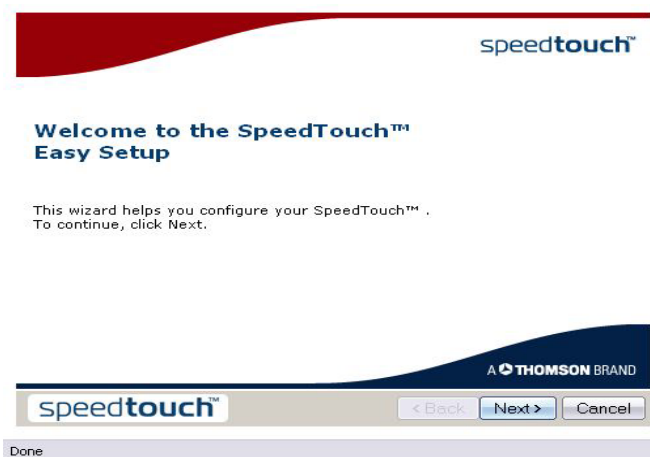 speedtouch™
Welcome to the SpeedTouch™
Easy Setup
This wizard helps you configure your SpeedTouch™ .
To continue, click Next.
A THOMSON BRAND
speedtouch™
< Back Next > Cancel
Done